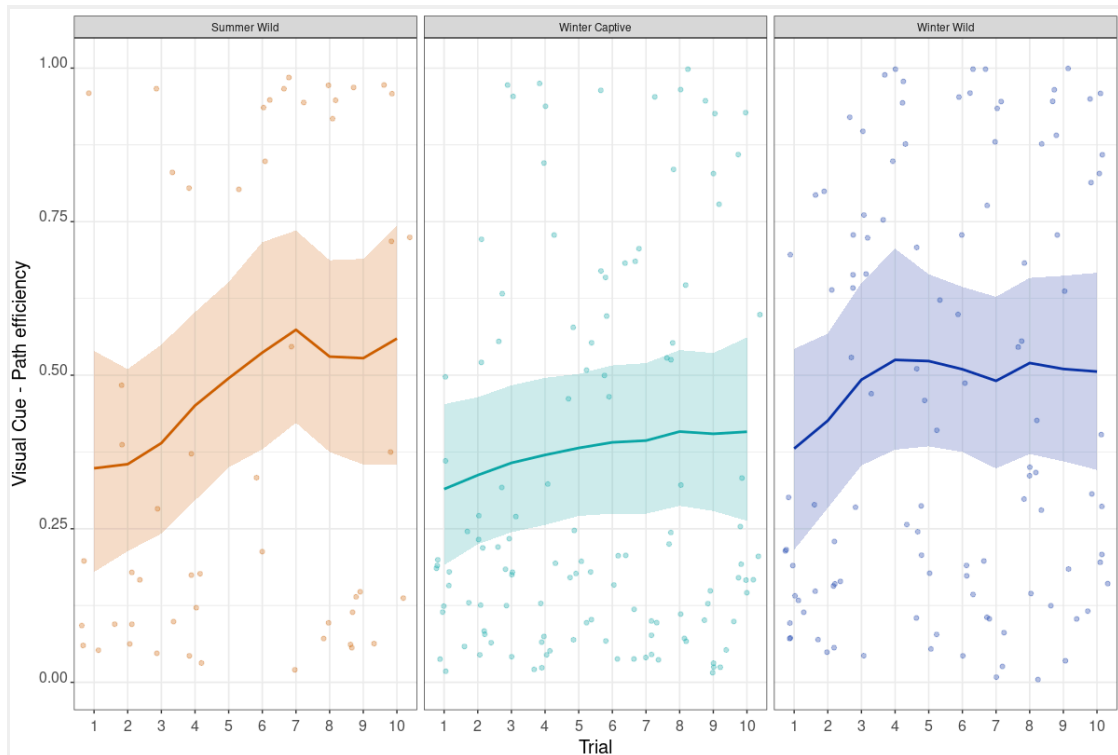 Summer Wild
Winter Captive
Winter Wild
1.00
0.75
0.50
0.25
0.00
Visual Cue - Path efficiency
1 2 3 4 5 6 7 8 9 10
1 2 3 4 5 6 7 8 9 10
1 2 3 4 5 6 7 8 9 10
Trial